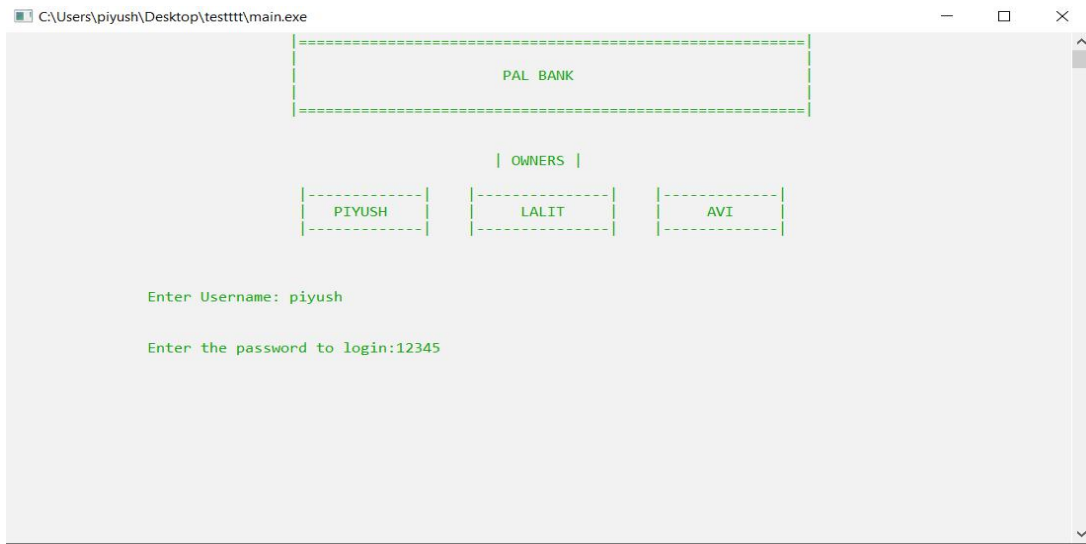 C:\Users\piyush\Desktop\testttt\main.exe
|=========================================================|
PAL BANK
|=========================================================|
| OWNERS |
|-------------| |---------------| |-------------|
| PIYUSH | | LALIT | | AVI |
|-------------| |---------------| |-------------|
Enter Username: piyush
Enter the password to login:12345